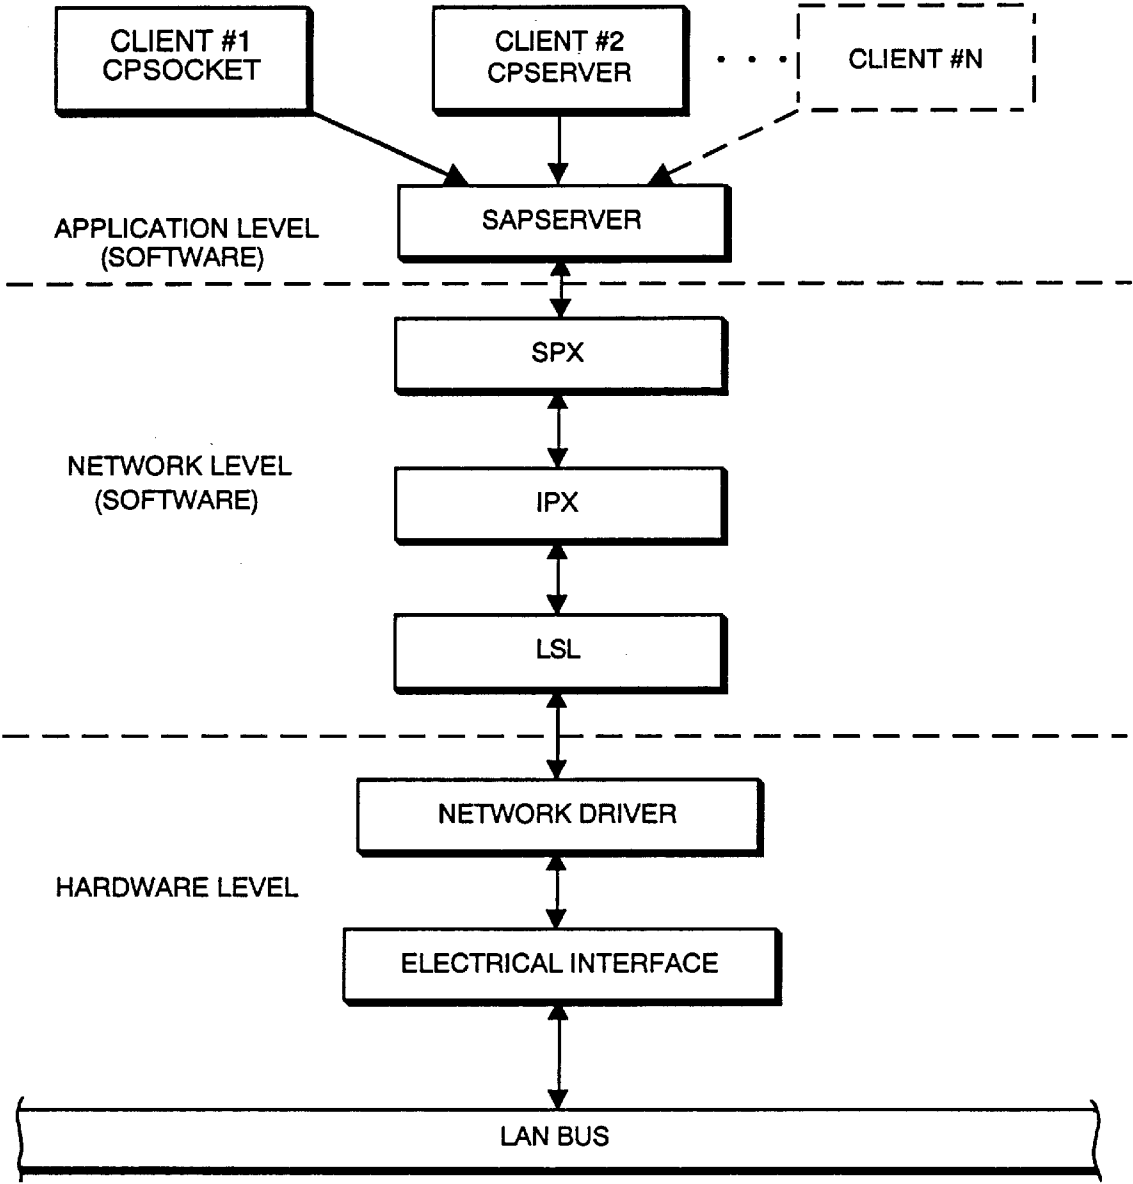 CLIENT #1
CPSOCKET
CLIENT #2
CPSERVER
CLIENT #N
SAPSERVER
APPLICATION LEVEL
(SOFTWARE)
SPX
NETWORK LEVEL
(SOFTWARE)
IPX
LSL
NETWORK DRIVER
HARDWARE LEVEL
ELECTRICAL INTERFACE
LAN BUS